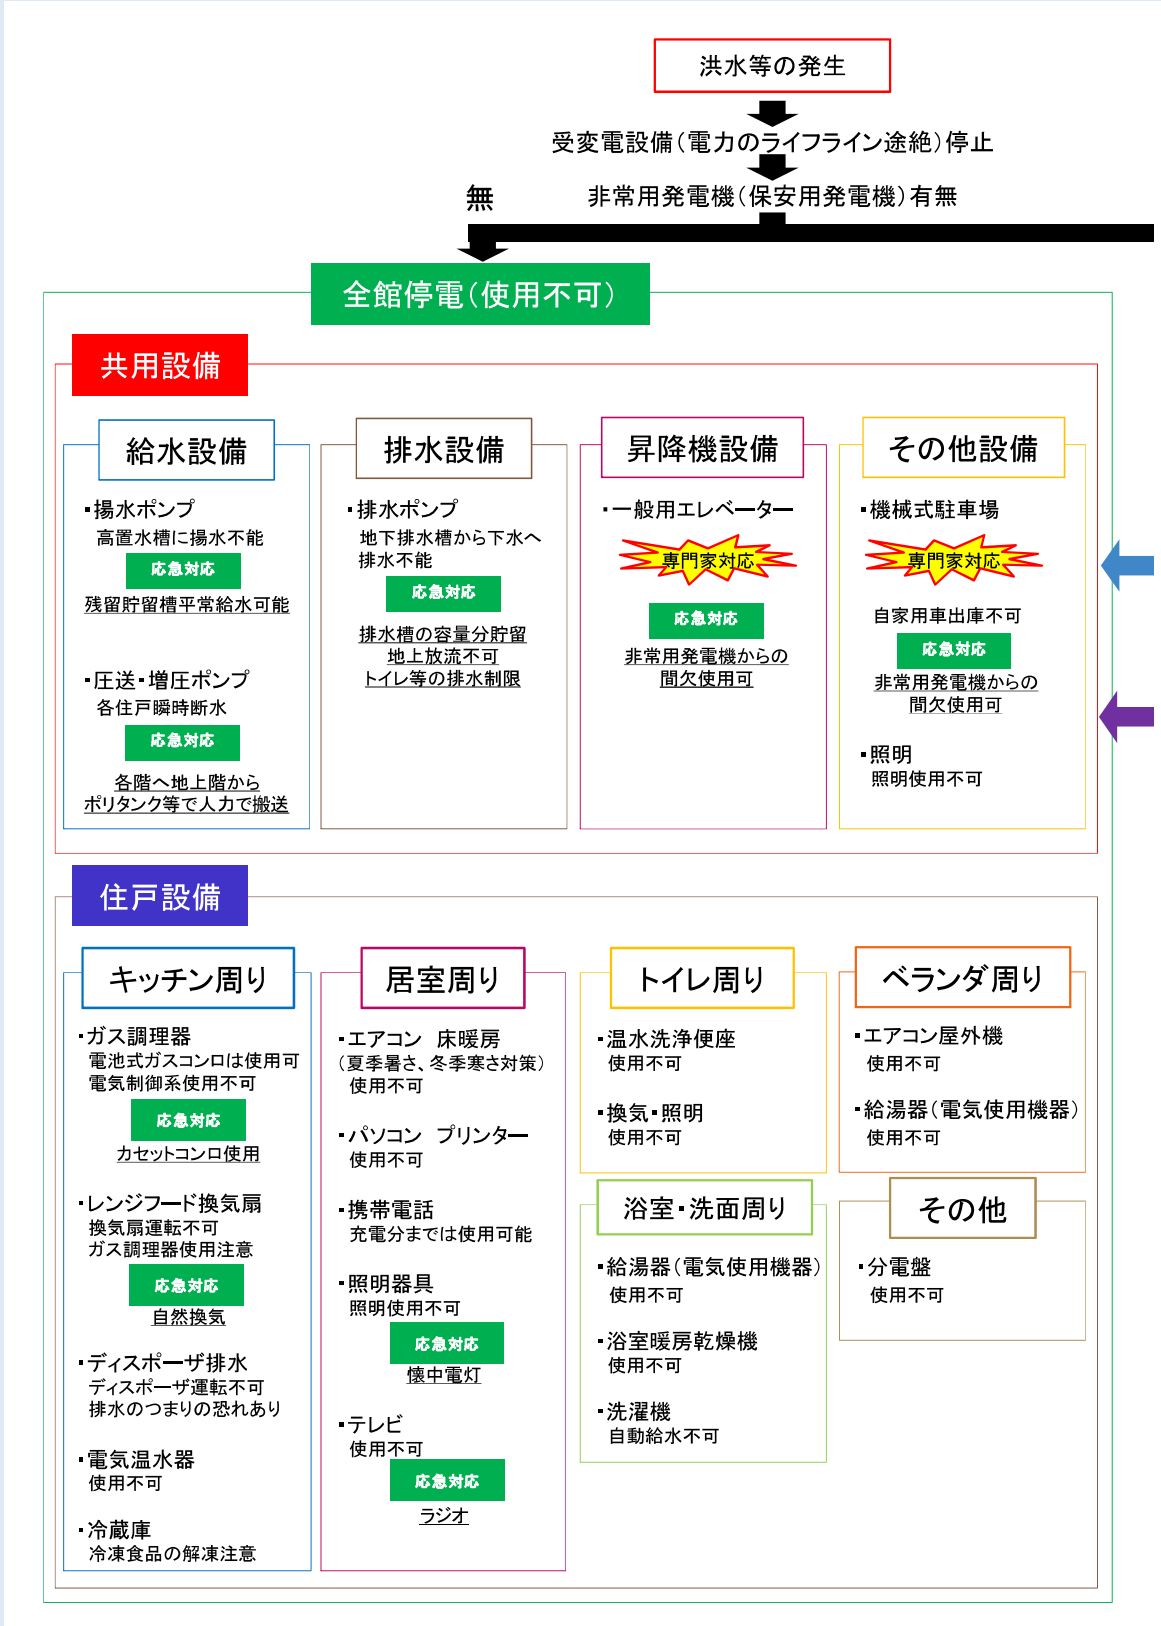 洪水等の発生
受変電設備(電力のライフライン途絶)停止
非常用発電機(保安用発電機)有無
無
全館停電(使用不可)
共用設備
給水設備
・揚水ポンプ
高置水槽に揚水不能
応急対応
残留貯留槽平常給水可能
・圧送・増圧ポンプ
各住戸瞬時断水
応急対応
各階へ地上階から
ポリタンク等で人力で搬送
排水設備
・排水ポンプ
地下排水槽から下水へ
排水不能
応急対応
排水槽の容量分貯留
地上放流不可
トイレ等の排水制限
昇降機設備
・一般用エレベーター
専門家対応
応急対応
非常用発電機からの
間欠使用可
その他設備
・機械式駐車場
専門家対応
自家用車出庫不可
応急対応
非常用発電機からの
間欠使用可
・照明
照明使用不可
住戸設備
キッチン周り
・ガス調理器
電池式ガスコンロは使用可
電気制御系使用不可
応急対応
カセットコンロ使用
・レンジフード換気扇
換気扇運転不可
ガス調理器使用注意
応急対応
自然換気
・ディスポーザ排水
ディスポーザ運転不可
排水のつまりの恐れあり
・電気温水器
使用不可
・冷蔵庫
冷凍食品の解凍注意
居室周り
・エアコン 床暖房
(夏季暑さ、冬季寒さ対策)
使用不可
・パソコン プリンター
使用不可
・携帯電話
充電分までは使用可能
・照明器具
照明使用不可
応急対応
懐中電灯
・テレビ
使用不可
応急対応
ラジオ
トイレ周り
・温水洗浄便座
使用不可
・換気・照明
使用不可
浴室・洗面周り
・給湯器(電気使用機器)
使用不可
・浴室暖房乾燥機
使用不可
・洗濯機
自動給水不可
ベランダ周り
・エアコン屋外機
使用不可
・給湯器(電気使用機器)
使用不可
その他
・分電盤
使用不可